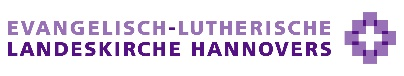 EVANGELISCH-LUTHERISCHE
LANDESKIRCHE HANNOVERS